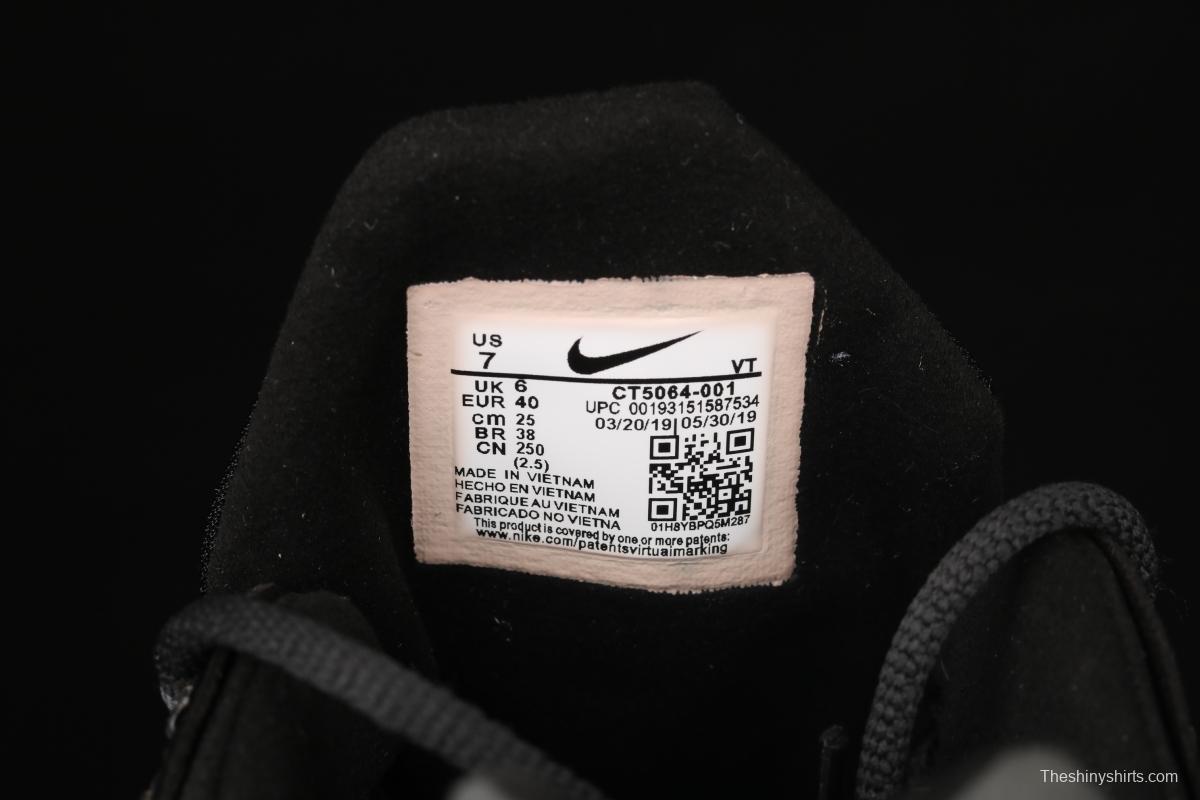 US
7
VT
UK 6
EUR 40
cm 25
BR 38
CN 250
(2.5)
CT5064-001
UPC 00193151587534
03/20/19|05/30/19
MADE IN VIETNAM
HECHO EN VIETNAM
FABRIQUE AU VIETNAM
FABRICADO NO VIETNA
01H8YBPQ5M287
This product is covered by one or more patents:
www.nike.com/patentsvirtualmarking
Theshinyshirts.com